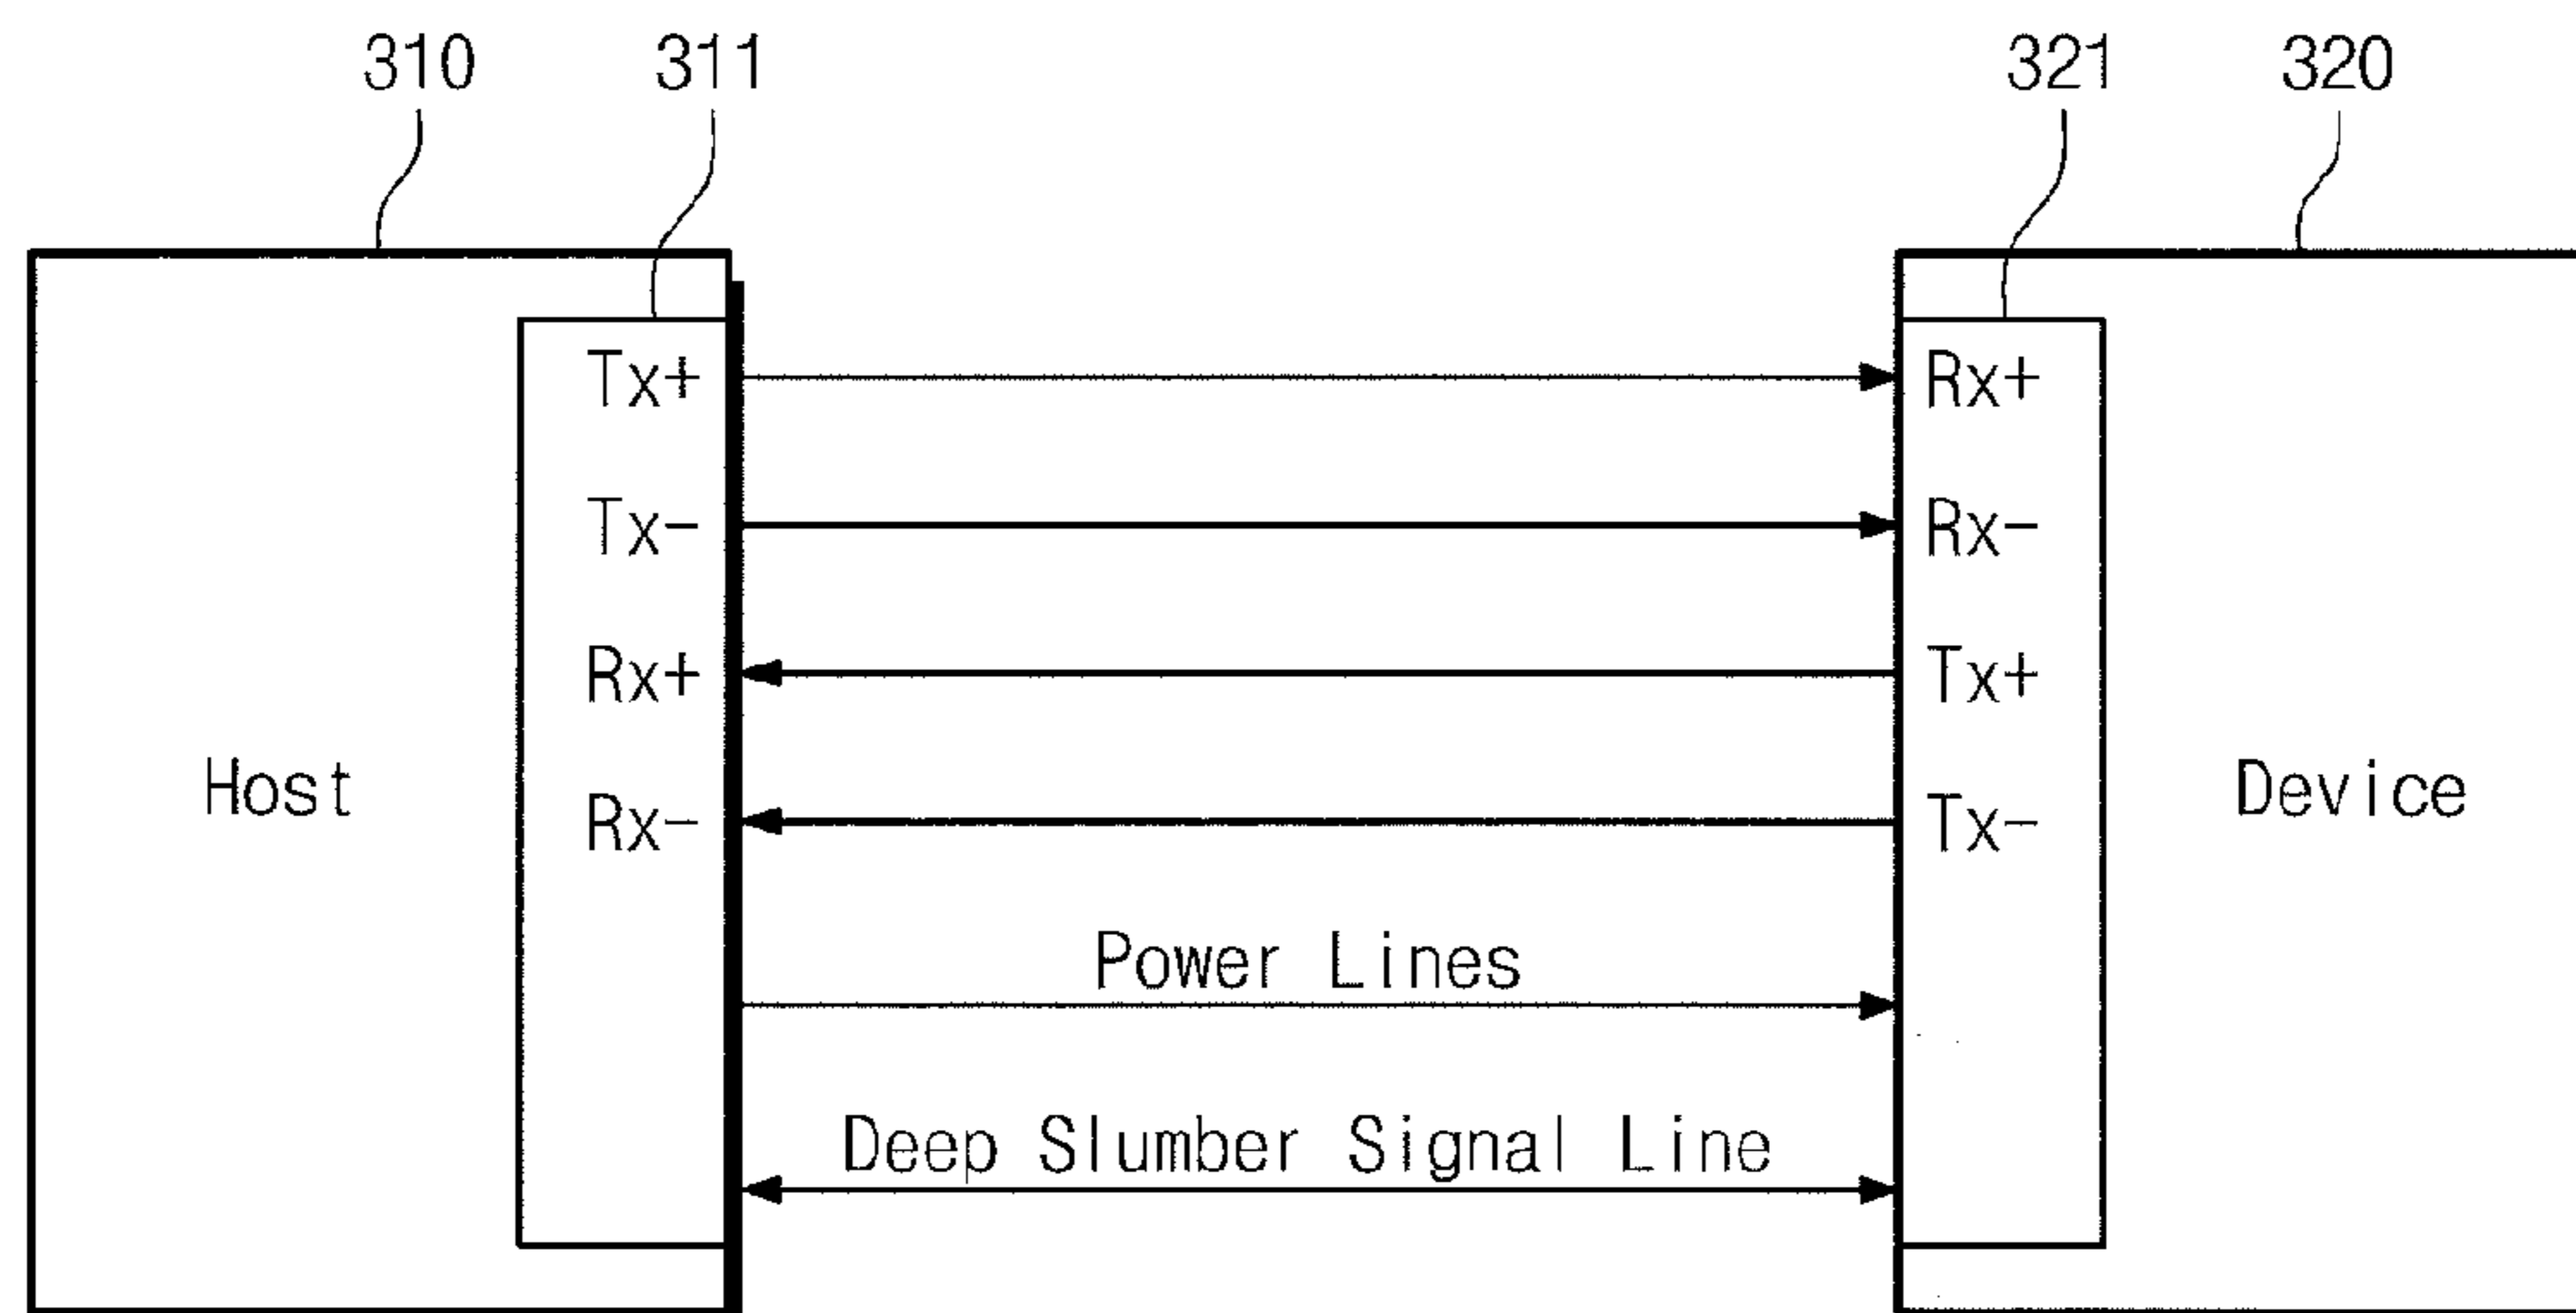 310 311 321 320
Tx+ Rx+
Tx- Rx-
Rx+ Tx+
Host Rx- Tx- Device
Power Lines
Deep Slumber Signal Line